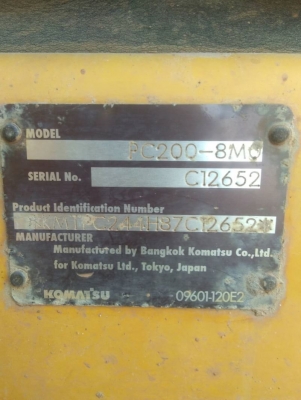 MODEL
PC200-8M0
SERIAL No.
C12652
Product Identification Number
MANUFACTURER
Manufactured by Bangkok Komatsu Co.,Ltd.
for Komatsu Ltd., Tokyo, Japan
KOMATSU 09601-120E2